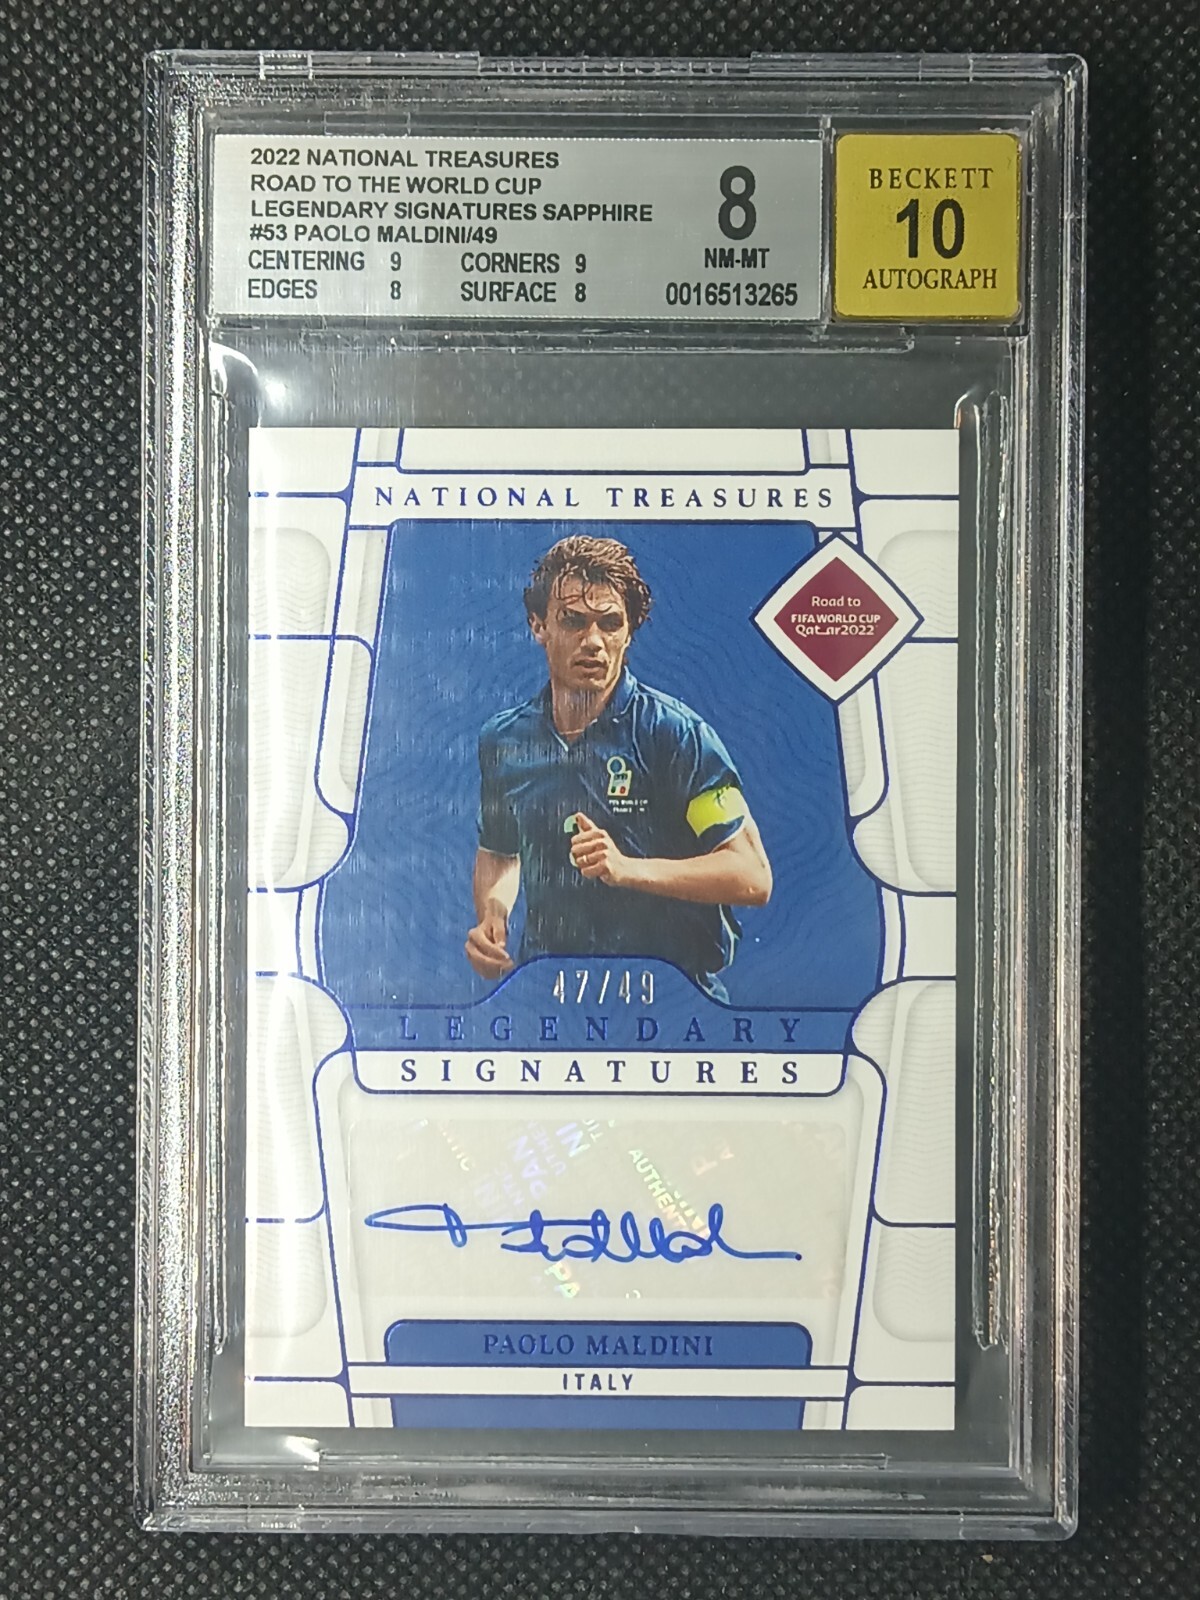 2022 NATIONAL TREASURES
ROAD TO THE WORLD CUP
LEGENDARY SIGNATURES SAPPHIRE
#53 PAOLO MALDINI/49
CENTERING 9 CORNERS 9
EDGES 8 SURFACE 8
8
NM-MT
0016513265
BECKETT
10
AUTOGRAPH
NATIONAL TREASURES
Road to
FIFA WORLD CUP
Qatar2022
47/49
LEGENDARY
SIGNATURES
PAOLO MALDINI
ITALY